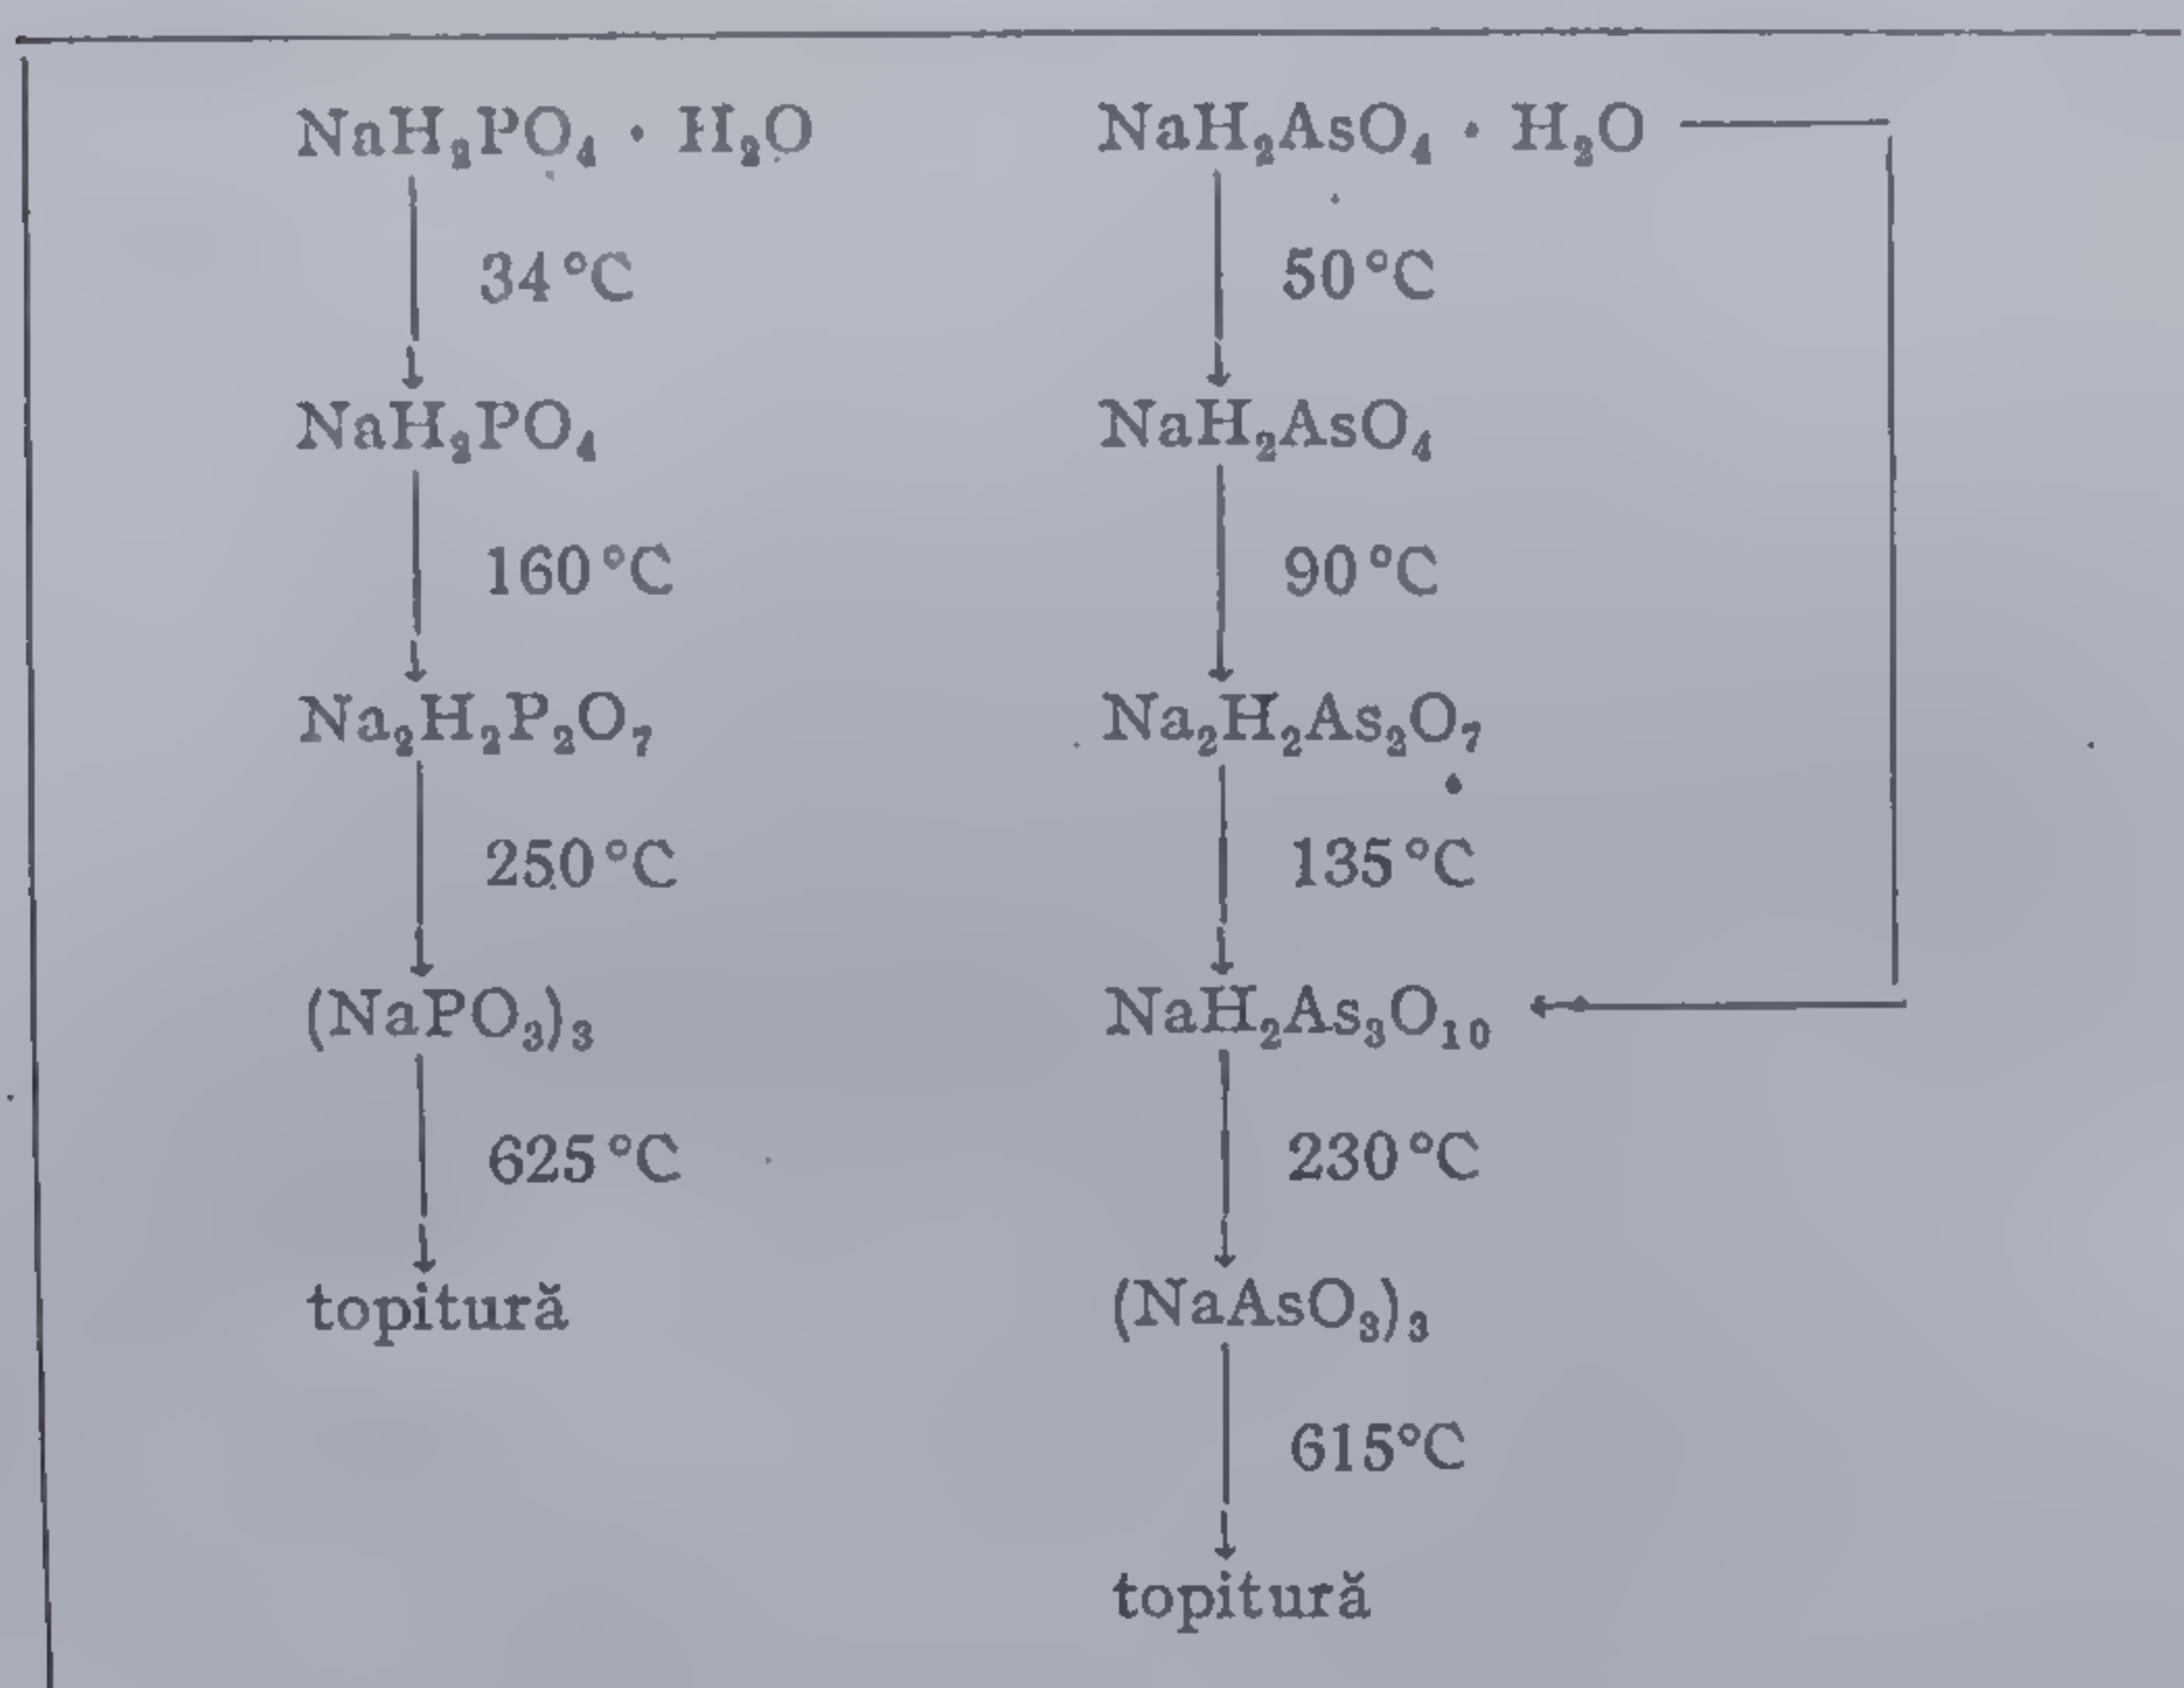 NaH₂PO₄ · H₂O NaH₂AsO₄ · H₂O
34°C 50°C
NaH₂PO₄ NaH₂AsO₄
160°C 90°C
Na₂H₂P₂O₇ Na₂H₂As₂O₇
250°C 135°C
(NaPO₃)₃ NaH₂As₃O₁₀
625°C 230°C
topitură (NaAsO₃)₃
615°C
topitură